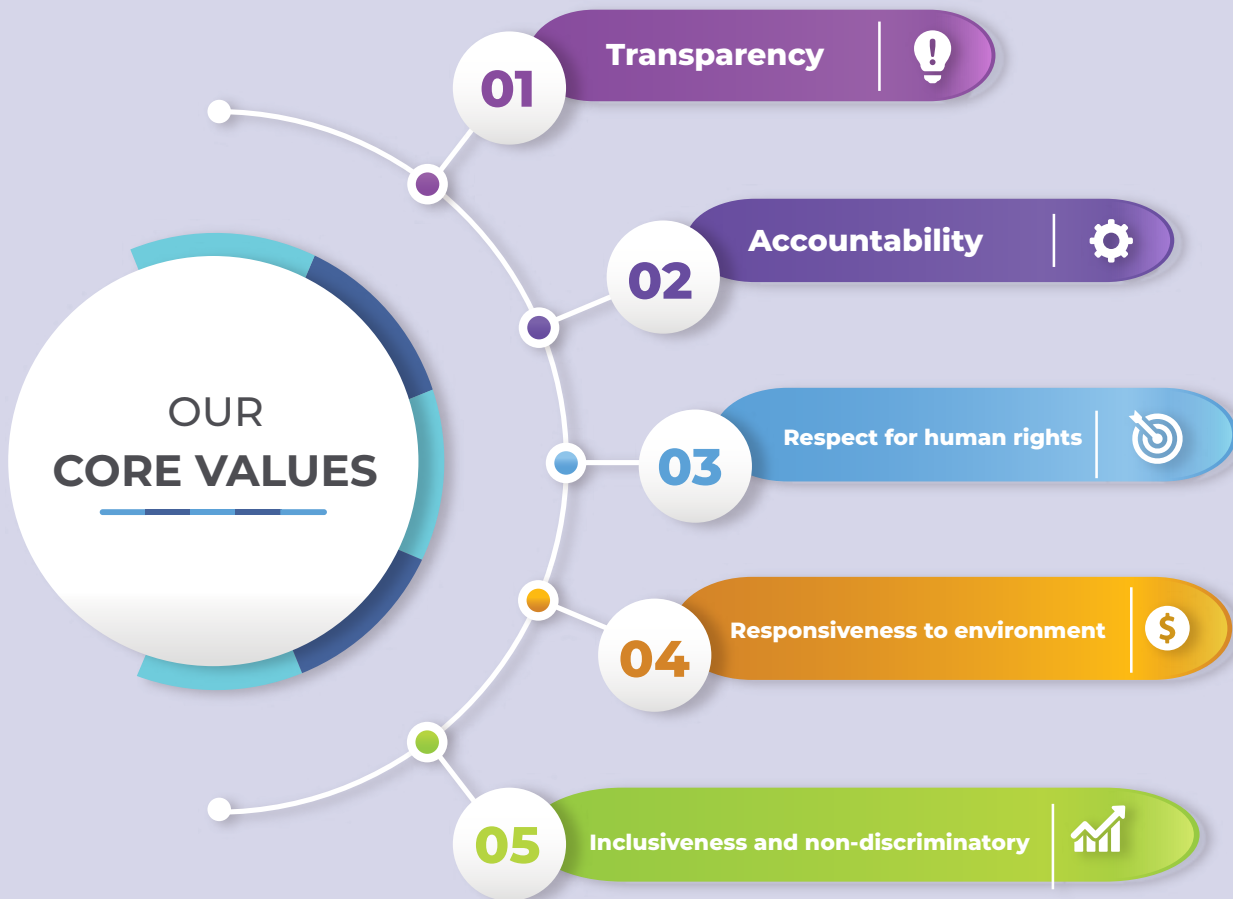 OUR
CORE VALUES
01
Transparency
02
Accountability
03
Respect for human rights
04
Responsiveness to environment
$
05
Inclusiveness and non-discriminatory